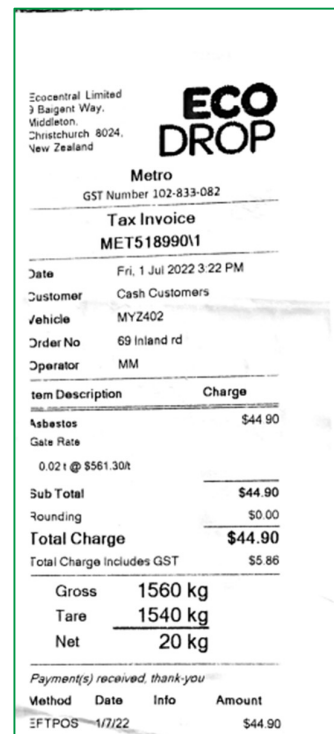 Ecocentral Limited
9 Baigent Way,
Middleton,
Christchurch 8024,
New Zealand
ECO
DROP
Metro
GST Number 102-833-082
Tax Invoice
MET518990\1
Date Fri, 1 Jul 2022 3:22 PM
Customer Cash Customers
Vehicle MYZ402
Order No 69 Inland rd
Operator MM
Item Description Charge
Asbestos $44.90
Gate Rate
0.02 t @ $561.30/t
Sub Total $44.90
Rounding $0.00
Total Charge $44.90
Total Charge Includes GST $5.86
Gross 1560 kg
Tare 1540 kg
Net 20 kg
Payment(s) received, thank-you
Method Date Info Amount
EFTPOS 1/7/22 $44.90